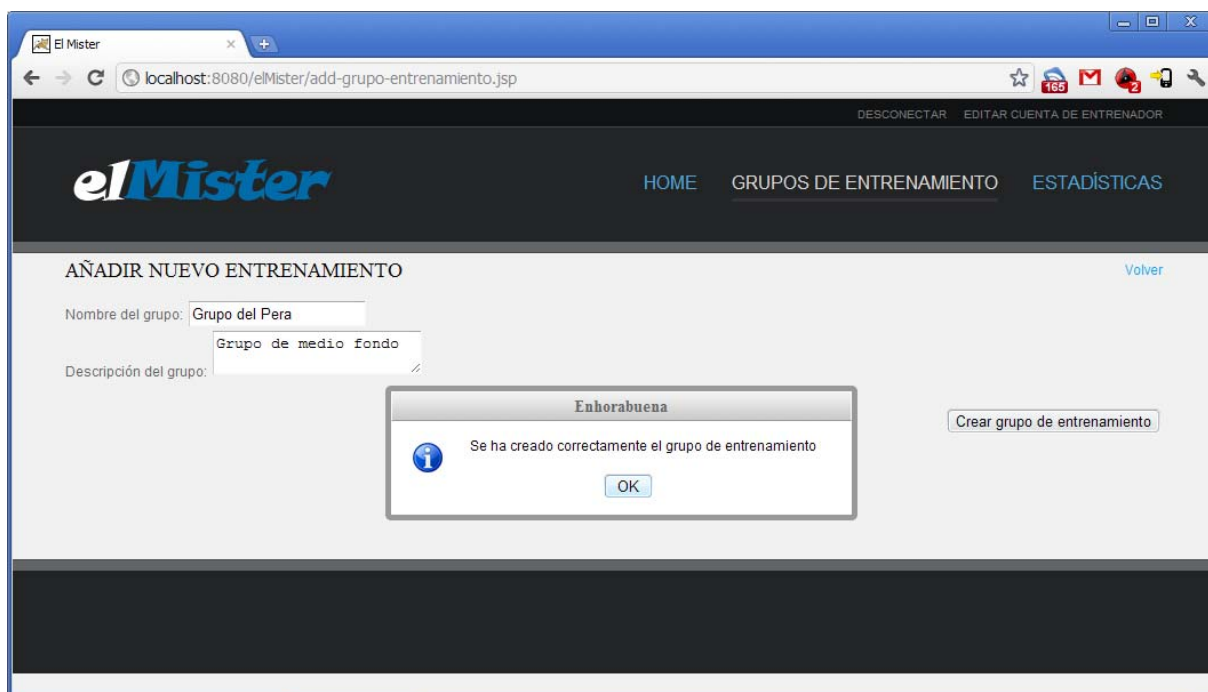 El Mister
localhost:8080/elMister/add-grupo-entrenamiento.jsp
165
2
DESCONECTAR EDITAR CUENTA DE ENTRENADOR
elMister
HOME GRUPOS DE ENTRENAMIENTO ESTADÍSTICAS
AÑADIR NUEVO ENTRENAMIENTO
Volver
Nombre del grupo: Grupo del Pera
Grupo de medio fondo
Descripción del grupo:
Enhorabuena
Crear grupo de entrenamiento
Se ha creado correctamente el grupo de entrenamiento
OK